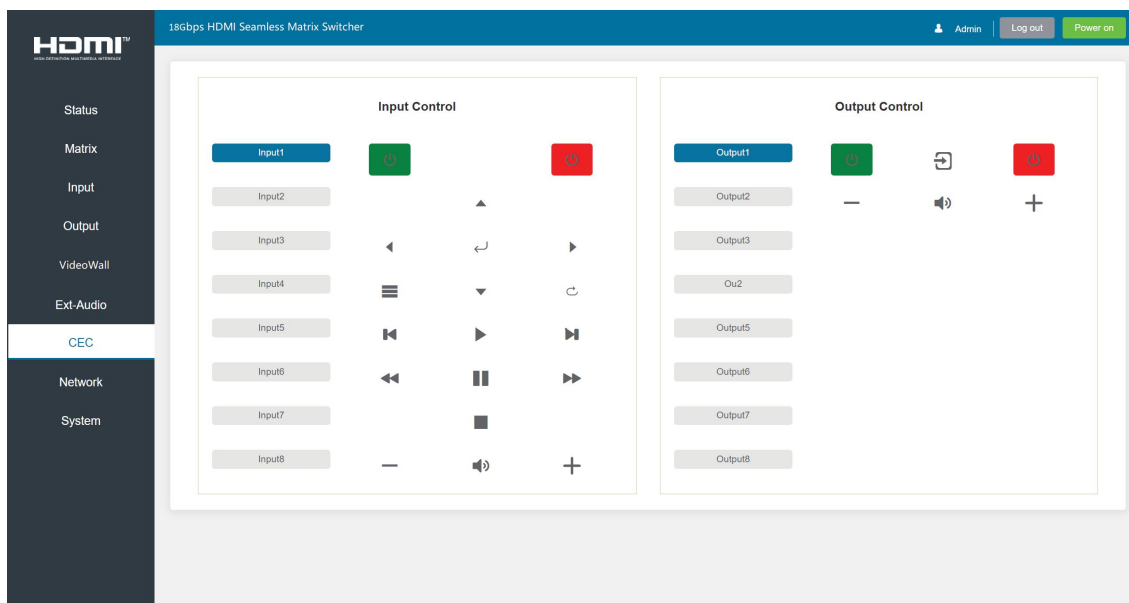 18Gbps HDMI Seamless Matrix Switcher
Admin
Log out
Power on
HDMI™
HIGH DEFINITION MULTIMEDIA INTERFACE
Status
Matrix
Input
Output
VideoWall
Ext-Audio
CEC
Network
System
Input Control
Input1
Input2
Input3
Input4
Input5
Input6
Input7
Input8
Output Control
Output1
Output2
Output3
Ou2
Output5
Output6
Output7
Output8